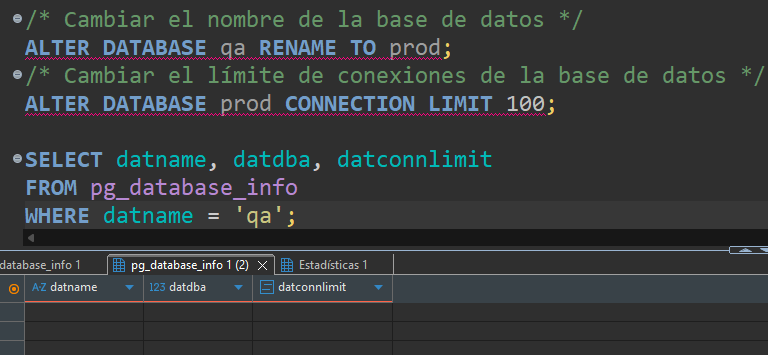 /* Cambiar el nombre de la base de datos */
ALTER DATABASE qa RENAME TO prod;
/* Cambiar el límite de conexiones de la base de datos */
ALTER DATABASE prod CONNECTION LIMIT 100;
SELECT datname, datdba, datconnlimit
FROM pg_database_info
WHERE datname = 'qa';
database_info 1 pg_database_info 1 (2) Estadísticas 1
A-Z datname 123 datdba datconnlimit